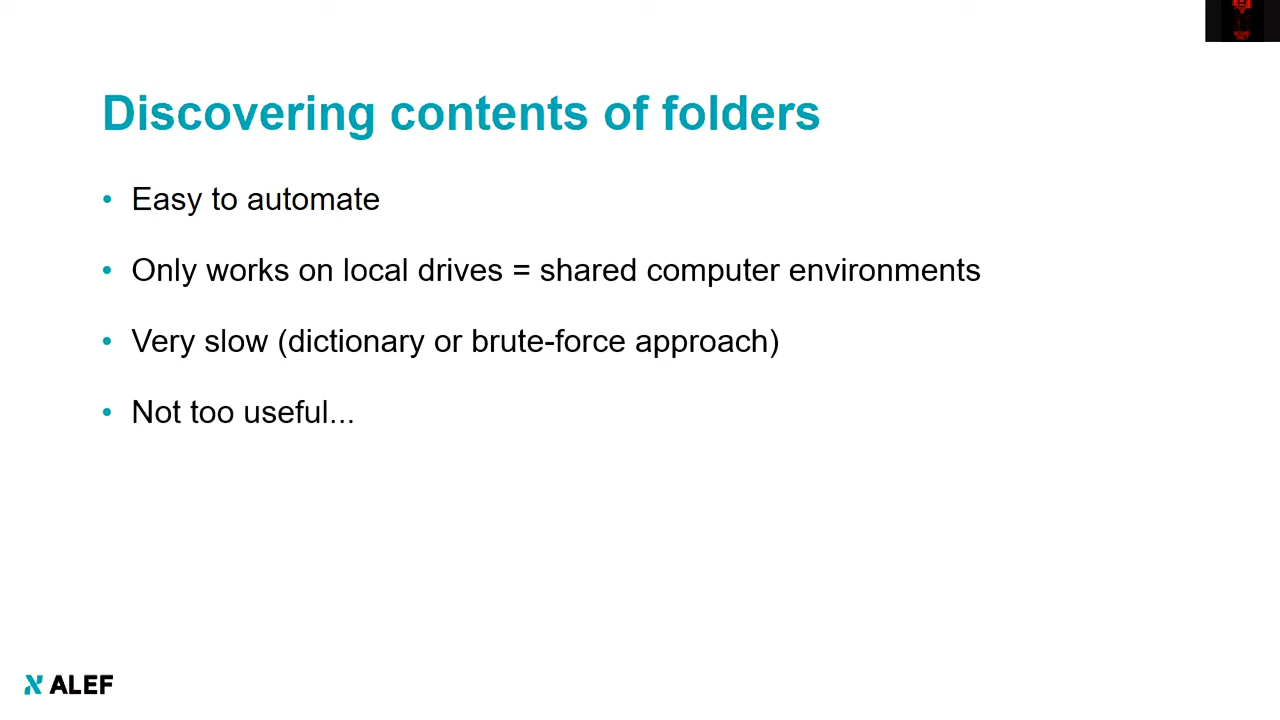 Discovering contents of folders
• Easy to automate
• Only works on local drives = shared computer environments
• Very slow (dictionary or brute-force approach)
• Not too useful...
ALEF